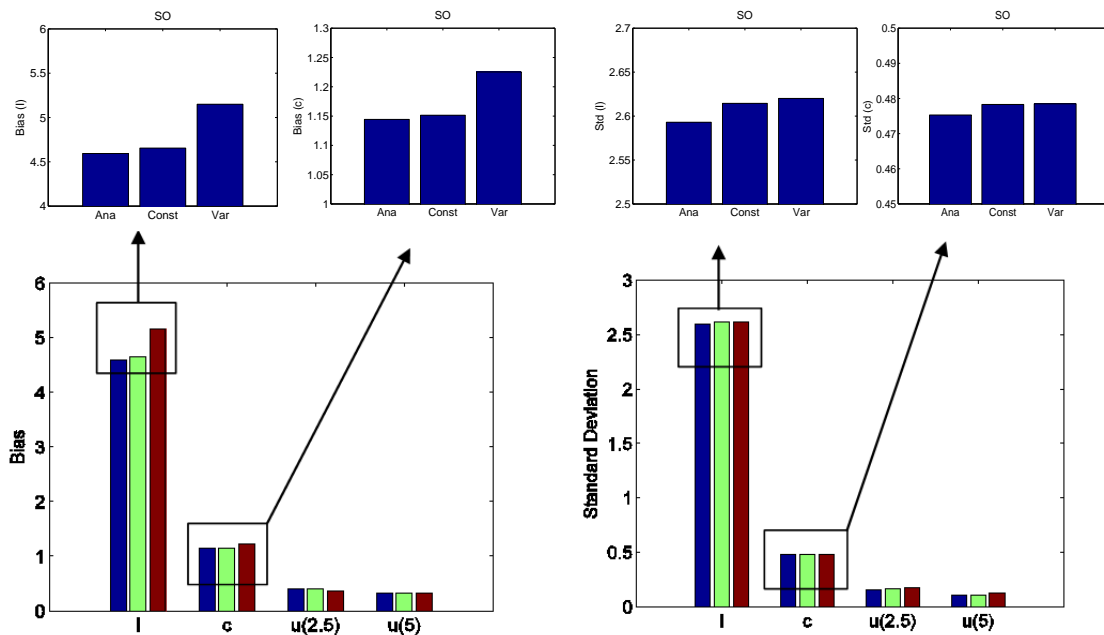 SO
6
5.5
5
4.5
4
Bias (l)
Ana Const Var
SO
1.3
1.25
1.2
1.15
1.1
1.05
1
Bias (c)
Ana Const Var
SO
2.7
2.65
2.6
2.55
2.5
Std (l)
Ana Const Var
SO
0.5
0.49
0.48
0.47
0.46
0.45
Std (c)
Ana Const Var
6
5
4
3
2
1
0
Bias
l c u(2.5) u(5)
3
2.5
2
1.5
1
0.5
0
Standard Deviation
l c u(2.5) u(5)